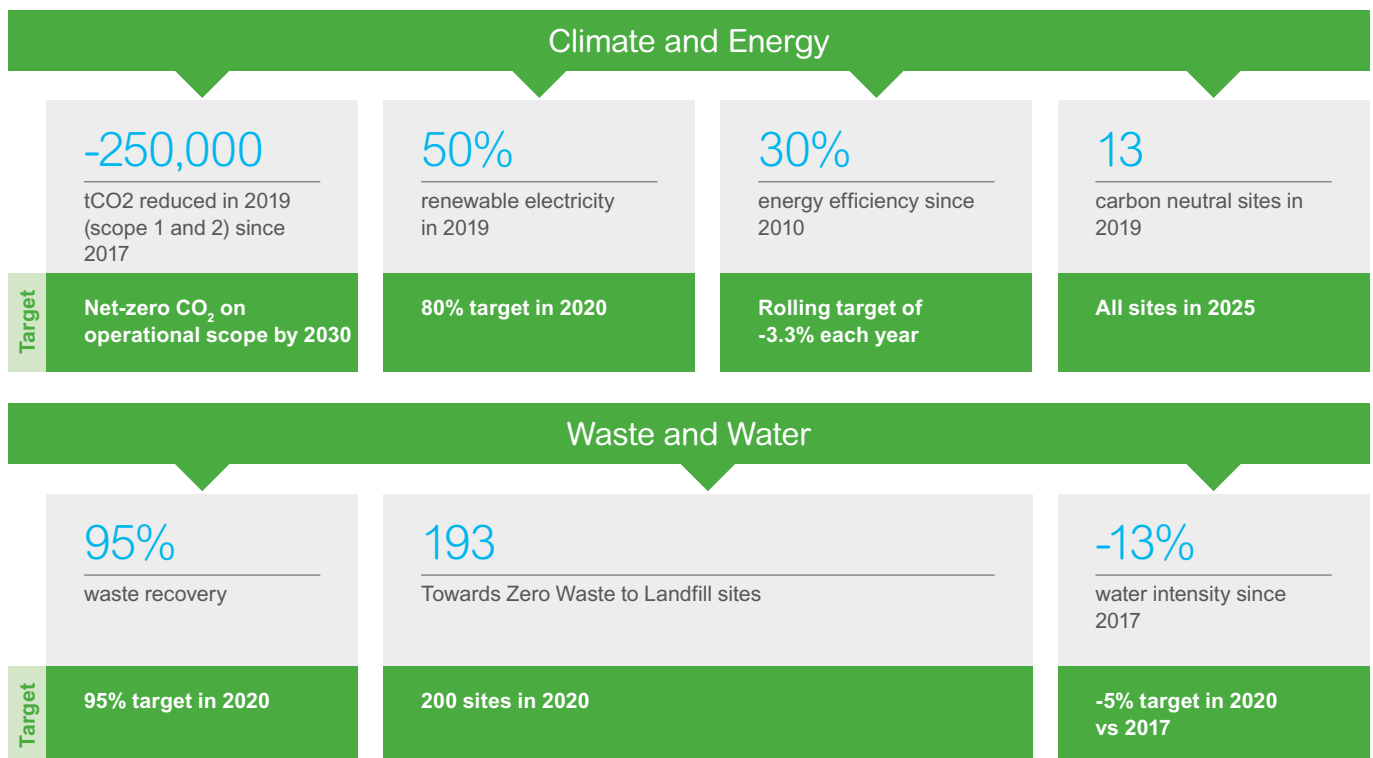 Climate and Energy
-250,000
tCO2 reduced in 2019
(scope 1 and 2) since
2017
50%
renewable electricity
in 2019
30%
energy efficiency since
2010
13
carbon neutral sites in
2019
Target
Net-zero CO2 on
operational scope by 2030
80% target in 2020
Rolling target of
-3.3% each year
All sites in 2025
Waste and Water
95%
waste recovery
193
Towards Zero Waste to Landfill sites
-13%
water intensity since
2017
Target
95% target in 2020
200 sites in 2020
-5% target in 2020
vs 2017